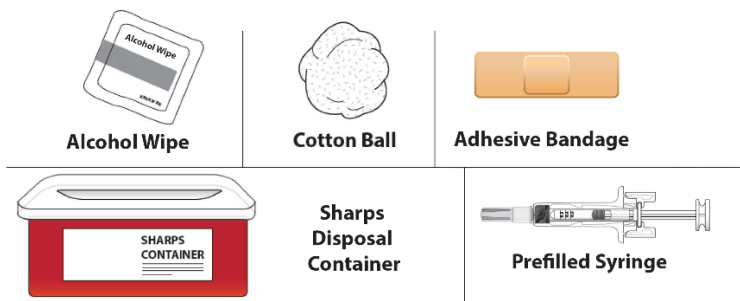 Alcohol Wipe
Alcohol Wipe
Cotton Ball
Adhesive Bandage
SHARPS
CONTAINER
Sharps
Disposal
Container
Prefilled Syringe